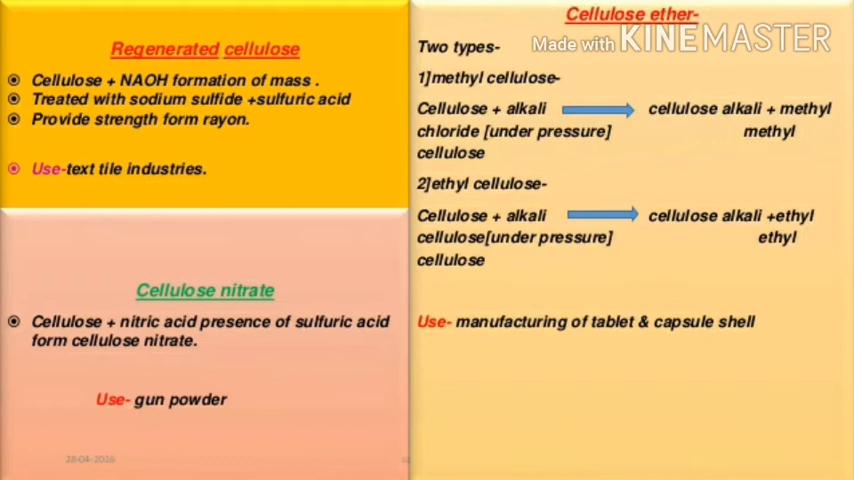 Regenerated cellulose
Cellulose + NAOH formation of mass .
Treated with sodium sulfide +sulfuric acid
Provide strength form rayon.
Use-text tile industries.
Cellulose nitrate
Cellulose + nitric acid presence of sulfuric acid
form cellulose nitrate.
Use- gun powder
28-04-2016
Cellulose ether-
Made with KINEMASTER
Two types-
1]methyl cellulose-
Cellulose + alkali cellulose alkali + methyl
chloride [under pressure] methyl
cellulose
2]ethyl cellulose-
Cellulose + alkali cellulose alkali +ethyl
cellulose[under pressure] ethyl
cellulose
Use- manufacturing of tablet & capsule shell